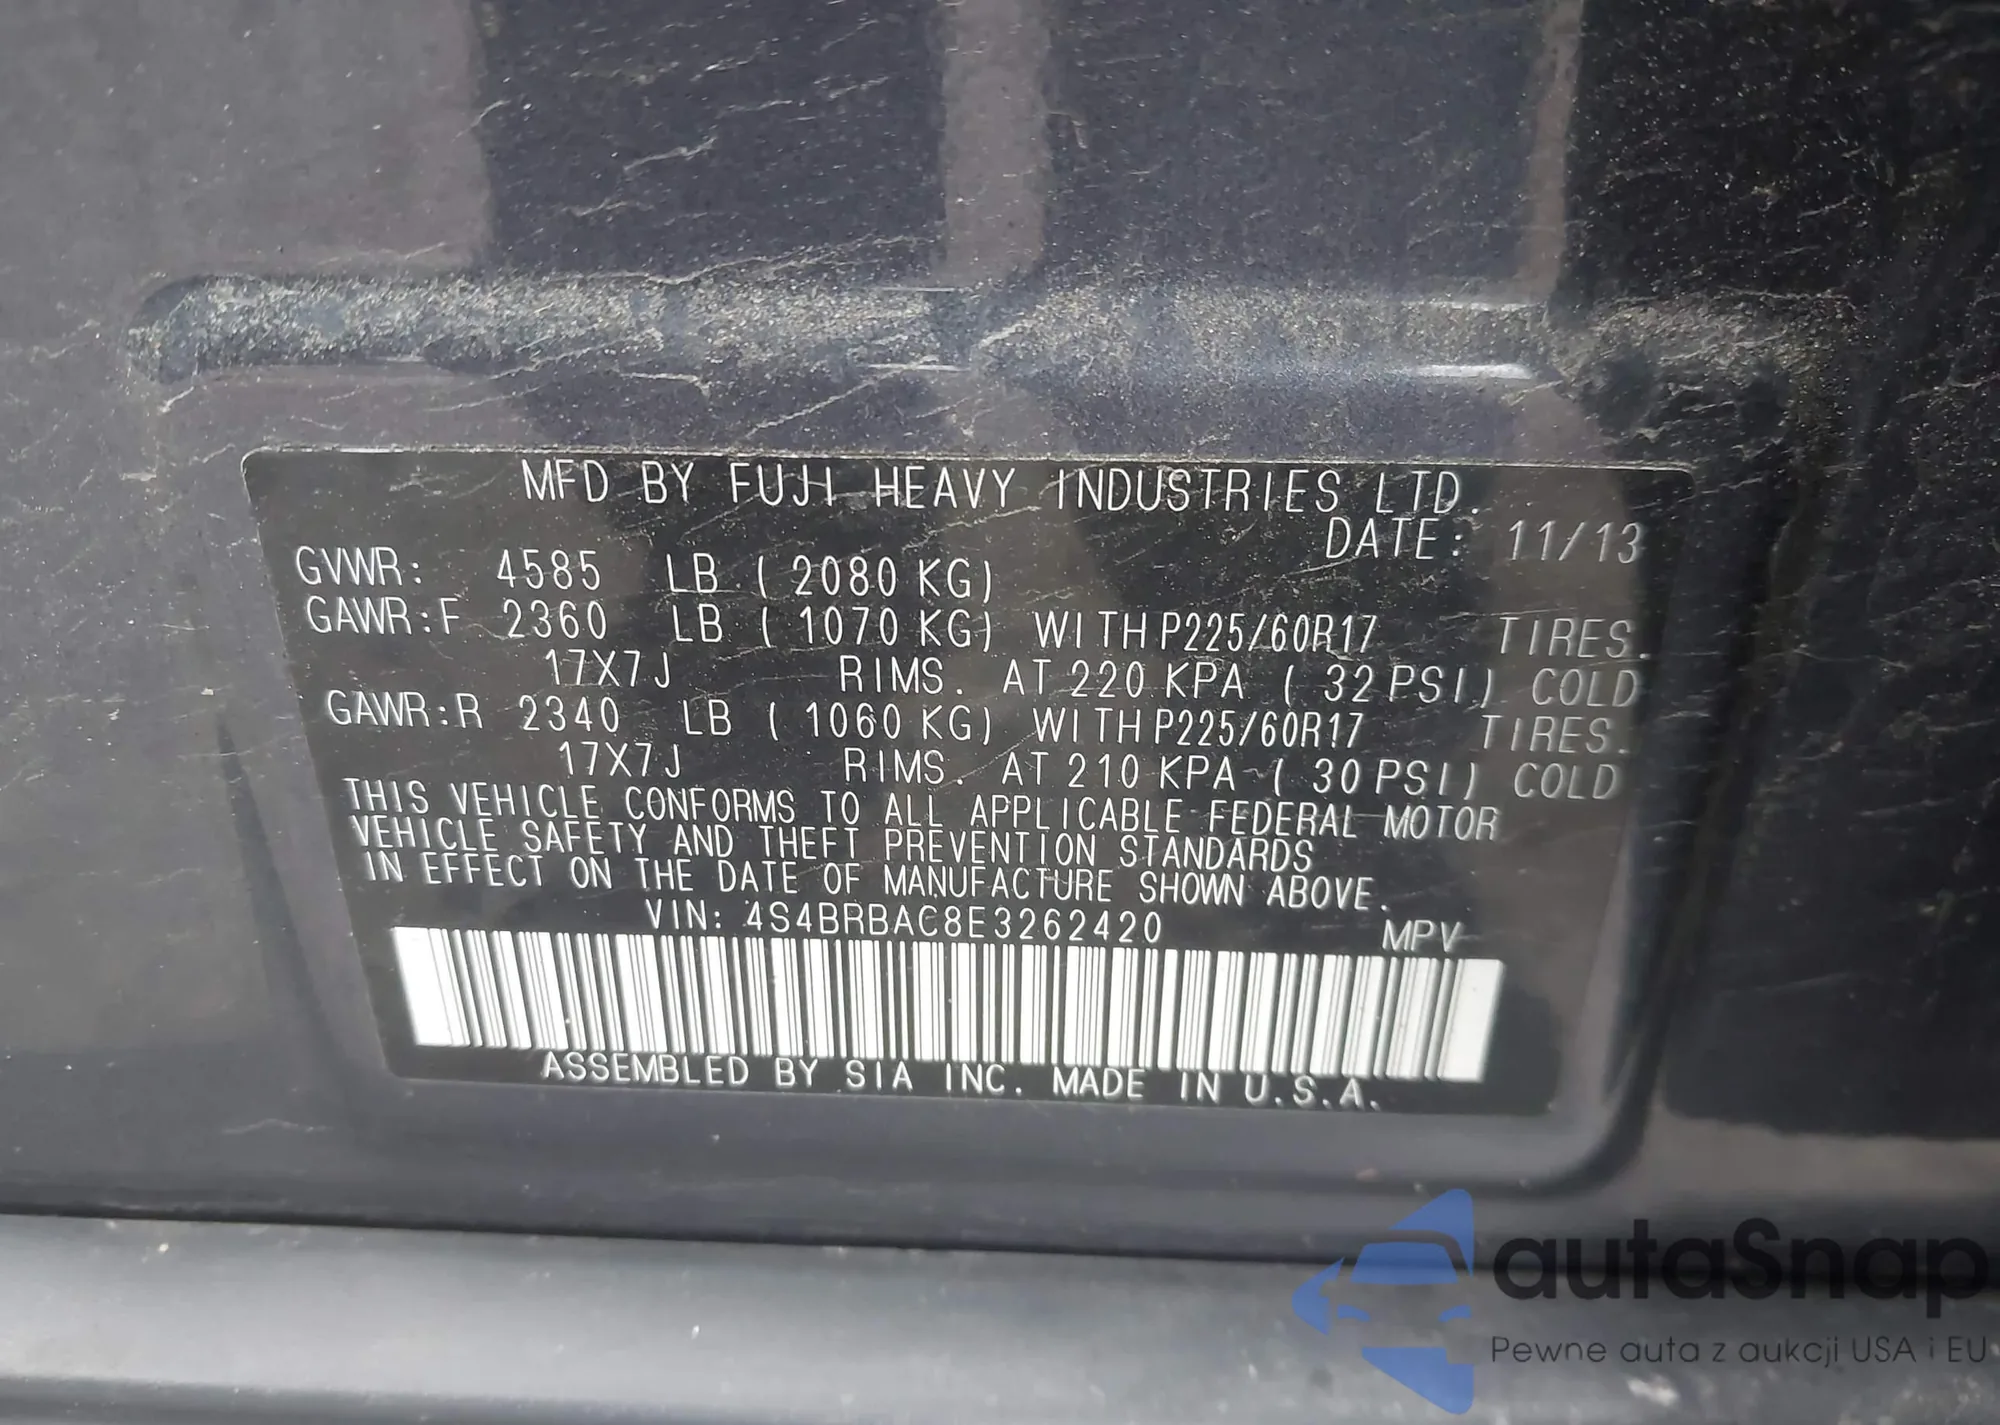 MFD BY FUJI HEAVY INDUSTRIES LTD.
DATE: 11/13
GVWR: 4585 LB ( 2080 KG)
GAWR:F 2360 LB ( 1070 KG) WITH P225/60R17 TIRES.
17X7J RIMS. AT 220 KPA ( 32 PSI) COLD
GAWR:R 2340 LB ( 1060 KG) WITH P225/60R17 TIRES.
17X7J RIMS. AT 210 KPA ( 30 PSI) COLD
THIS VEHICLE CONFORMS TO ALL APPLICABLE FEDERAL MOTOR
VEHICLE SAFETY AND THEFT PREVENTION STANDARDS
IN EFFECT ON THE DATE OF MANUFACTURE SHOWN ABOVE.
VIN: 4S4BRBAC8E3262420 MPV
ASSEMBLED BY SIA INC. MADE IN U.S.A.
autaSnap
Pewne auta z aukcji USA i EU